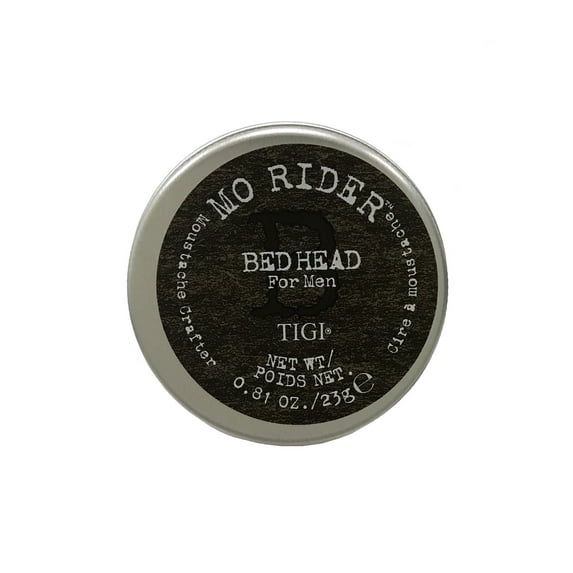 MO RIDER™
B
BED HEAD
For Men
TIGI®
Moustache Crafter
Cire à moustache
NET WT/
POIDS NET.
0.81 OZ./23g℮